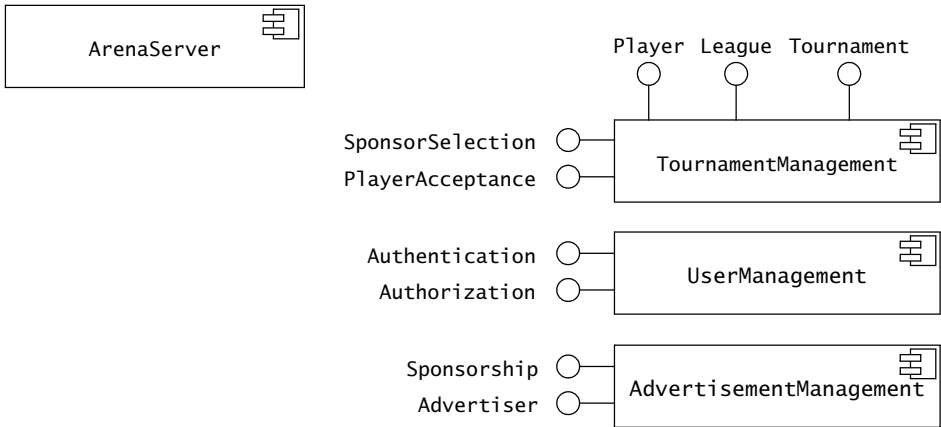 ArenaServer
Player League Tournament
SponsorSelection
TournamentManagement
PlayerAcceptance
Authentication
UserManagement
Authorization
Sponsorship
AdvertisementManagement
Advertiser